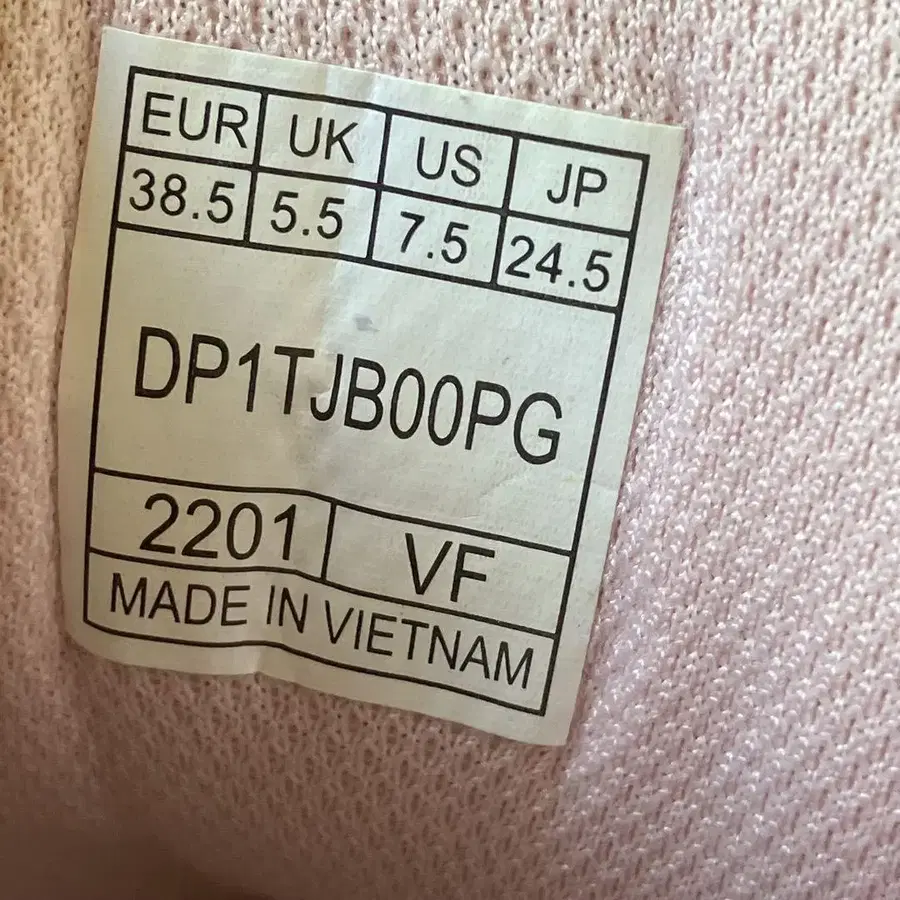 EUR UK US JP
38.5 5.5 7.5 24.5
DP1TJB00PG
2201 VF
MADE IN VIETNAM